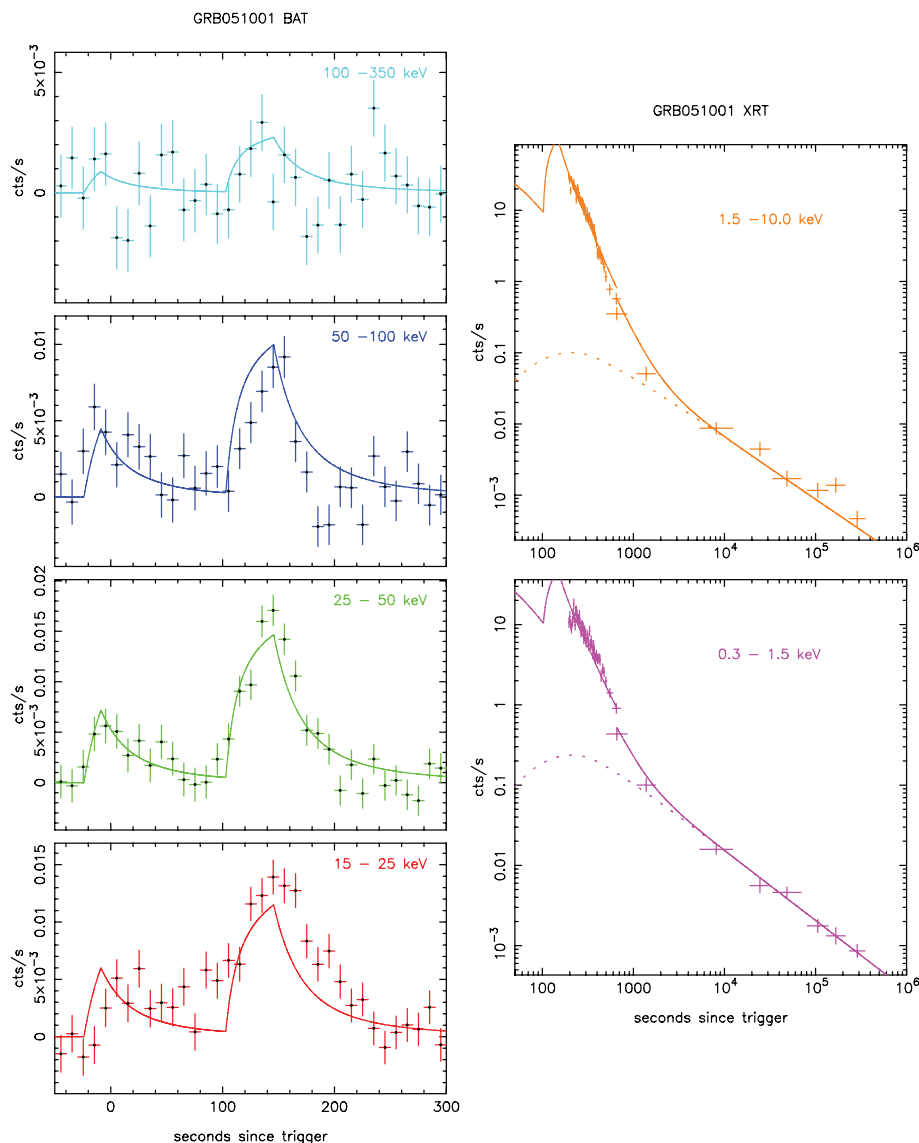 GRB051001 BAT
100 −350 keV
5×10⁻³
0
cts/s
50 −100 keV
0.01
5×10⁻³
0
cts/s
25 − 50 keV
0.02
0.015
0.01
5×10⁻³
0
cts/s
15 − 25 keV
0.015
0.01
5×10⁻³
0
cts/s
0 100 200 300
seconds since trigger
GRB051001 XRT
1.5 −10.0 keV
10
1
0.1
0.01
10⁻³
cts/s
100 1000 10⁴ 10⁵ 10⁶
0.3 − 1.5 keV
10
1
0.1
0.01
10⁻³
cts/s
100 1000 10⁴ 10⁵ 10⁶
seconds since trigger